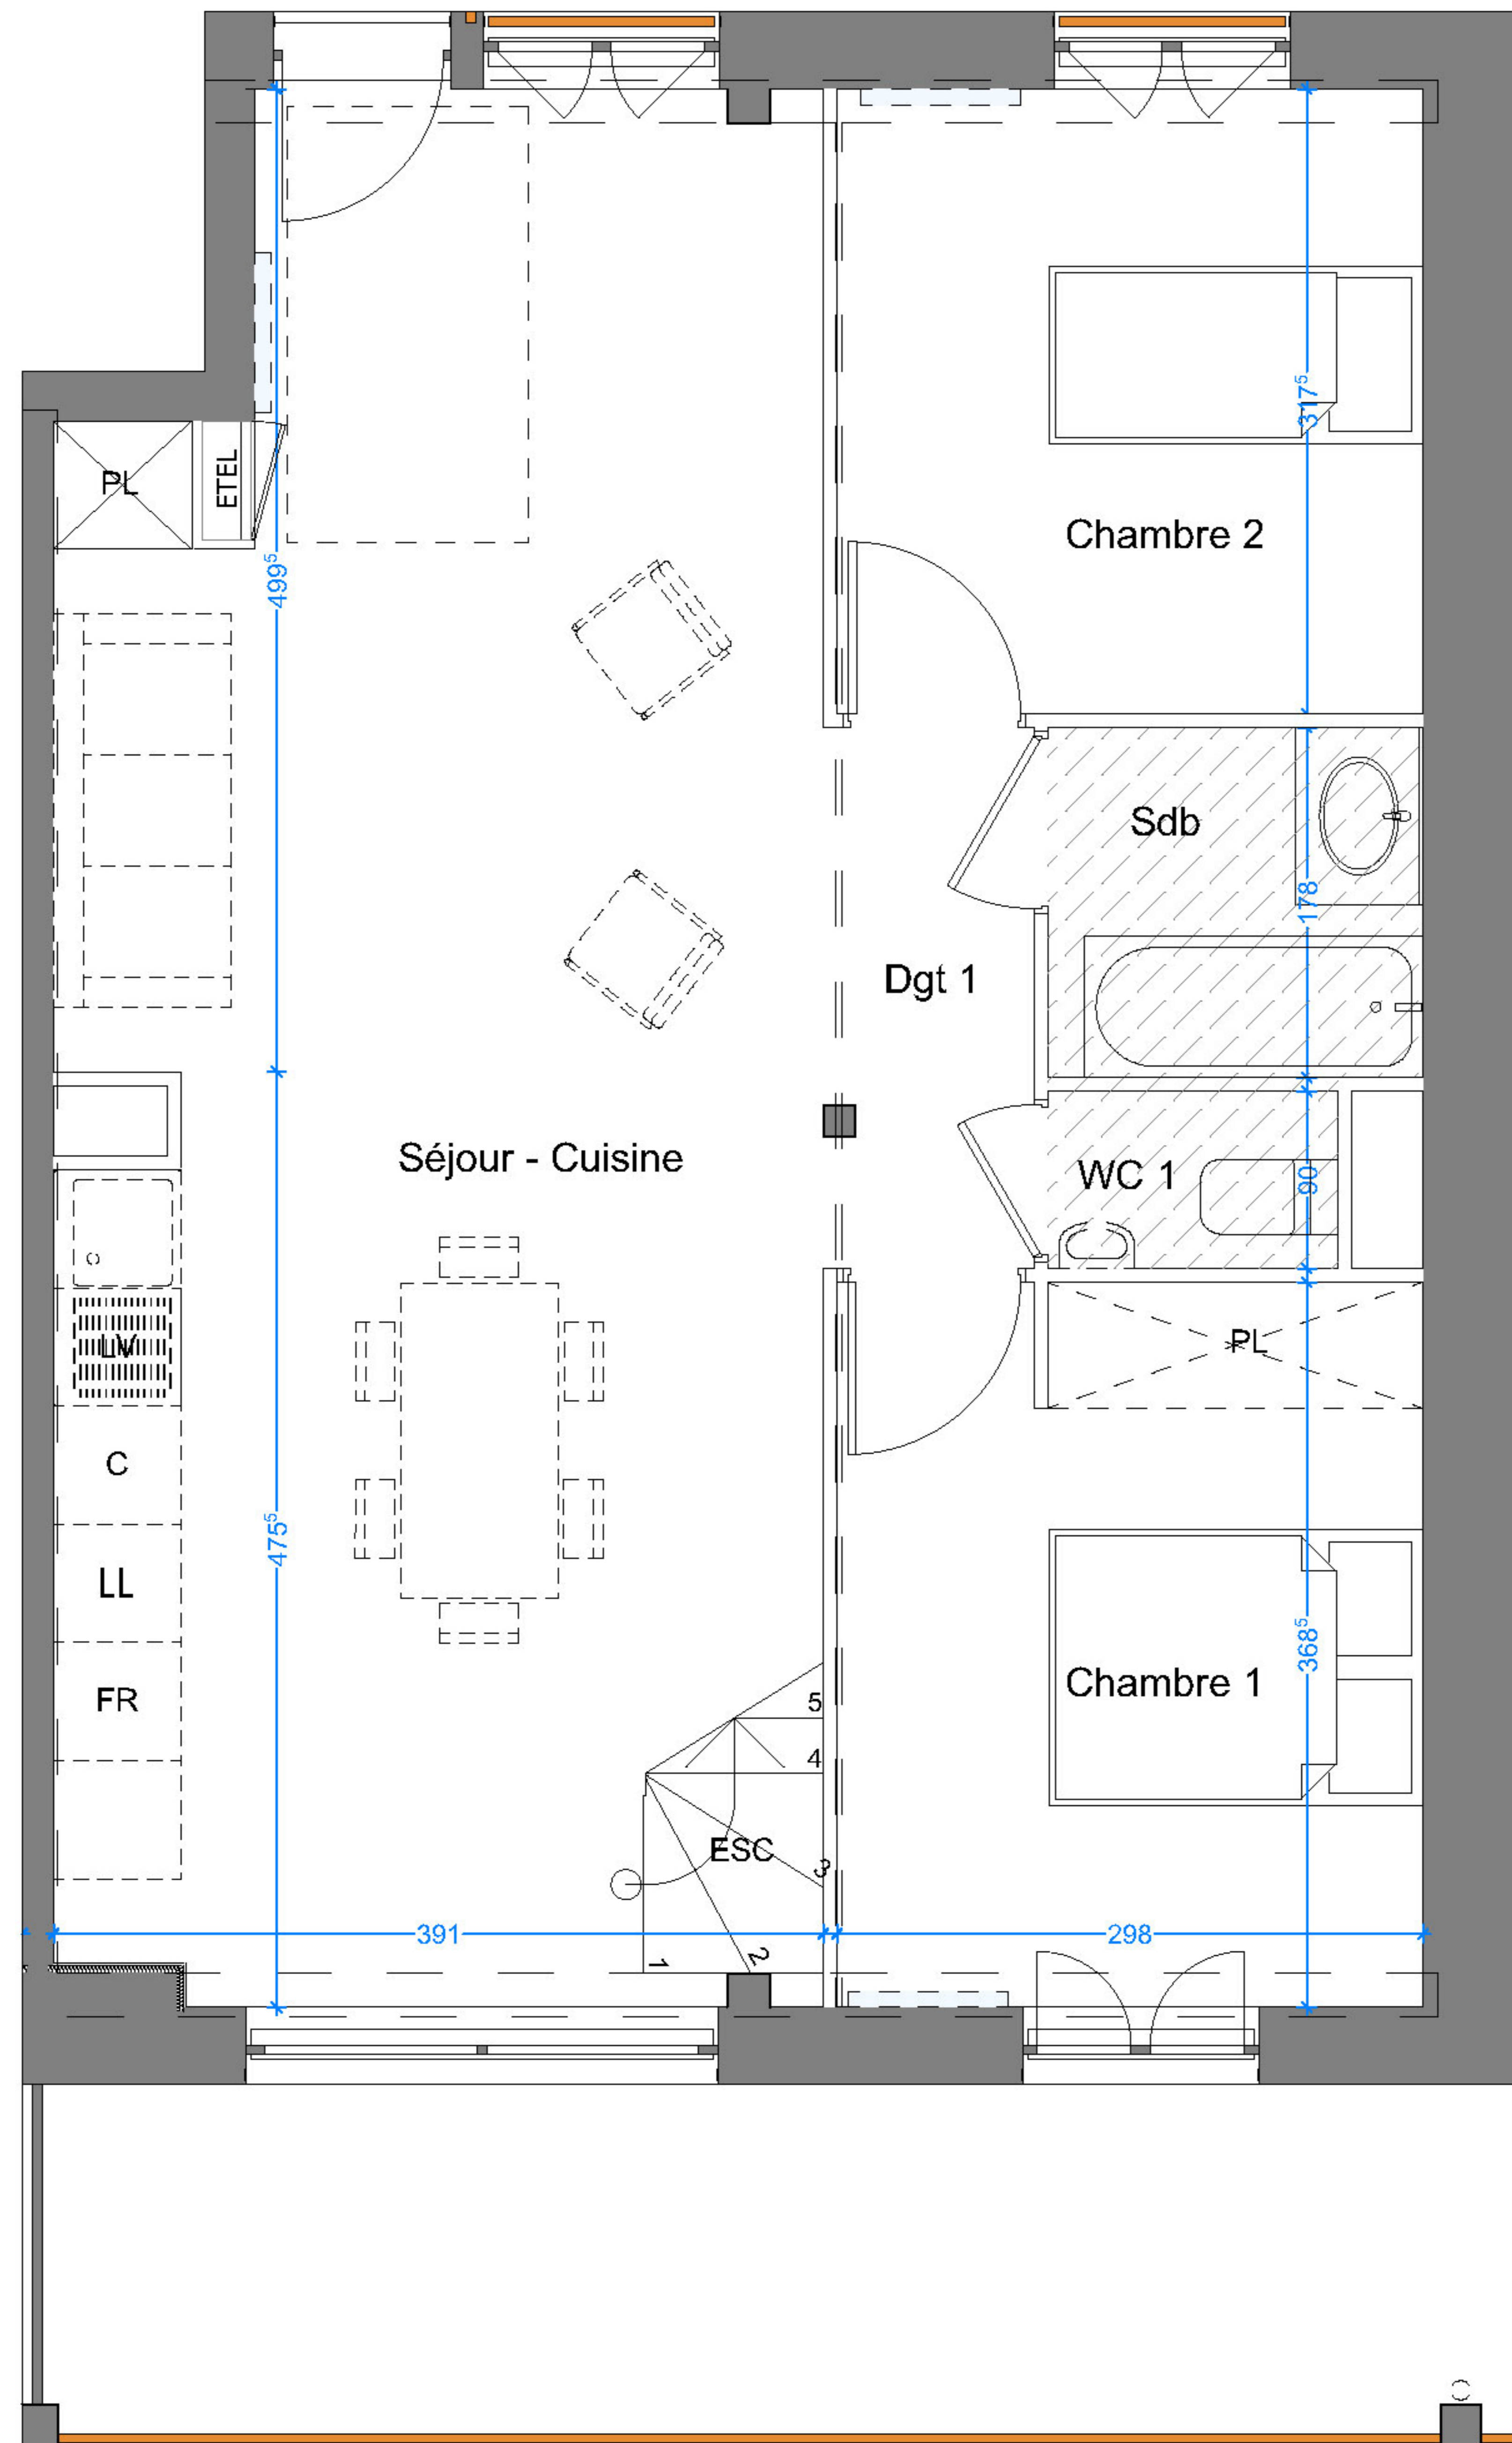 PL
ETEL
317⁵
499⁵
Chambre 2
Sdb
178
Dgt 1
Séjour - Cuisine
WC 1
90
PL
LV
C
475⁵
LL
FR
368⁵
Chambre 1
5
4
ESC
3
391
298
1
2